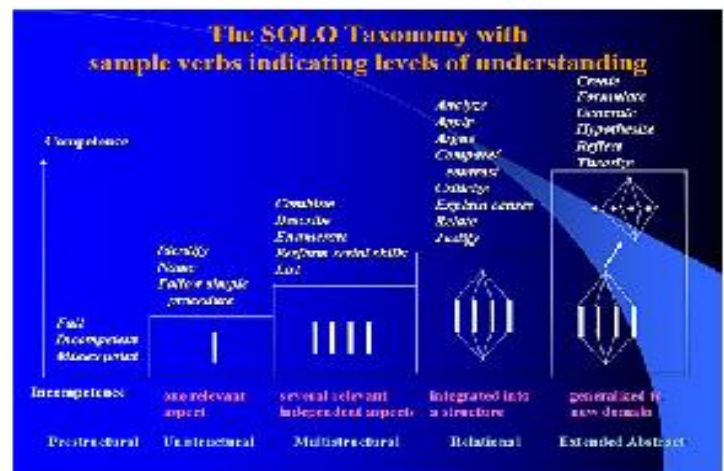 The SOLO Taxonomy with
sample verbs indicating levels of understanding
Competence
Fail
Incompetent
Misses point
Incompetence
Prestructural
Identify
Name
Follow simple
procedure
one relevant
aspect
Unistructural
Combine
Describe
Enumerate
Perform serial skills
List
several relevant
independent aspects
Multistructural
Analyze
Apply
Argue
Compare/
contrast
Criticize
Explain causes
Relate
Justify
integrated into
a structure
Relational
Create
Formulate
Generate
Hypothesize
Reflect
Theorize
generalized to
new domain
Extended Abstract